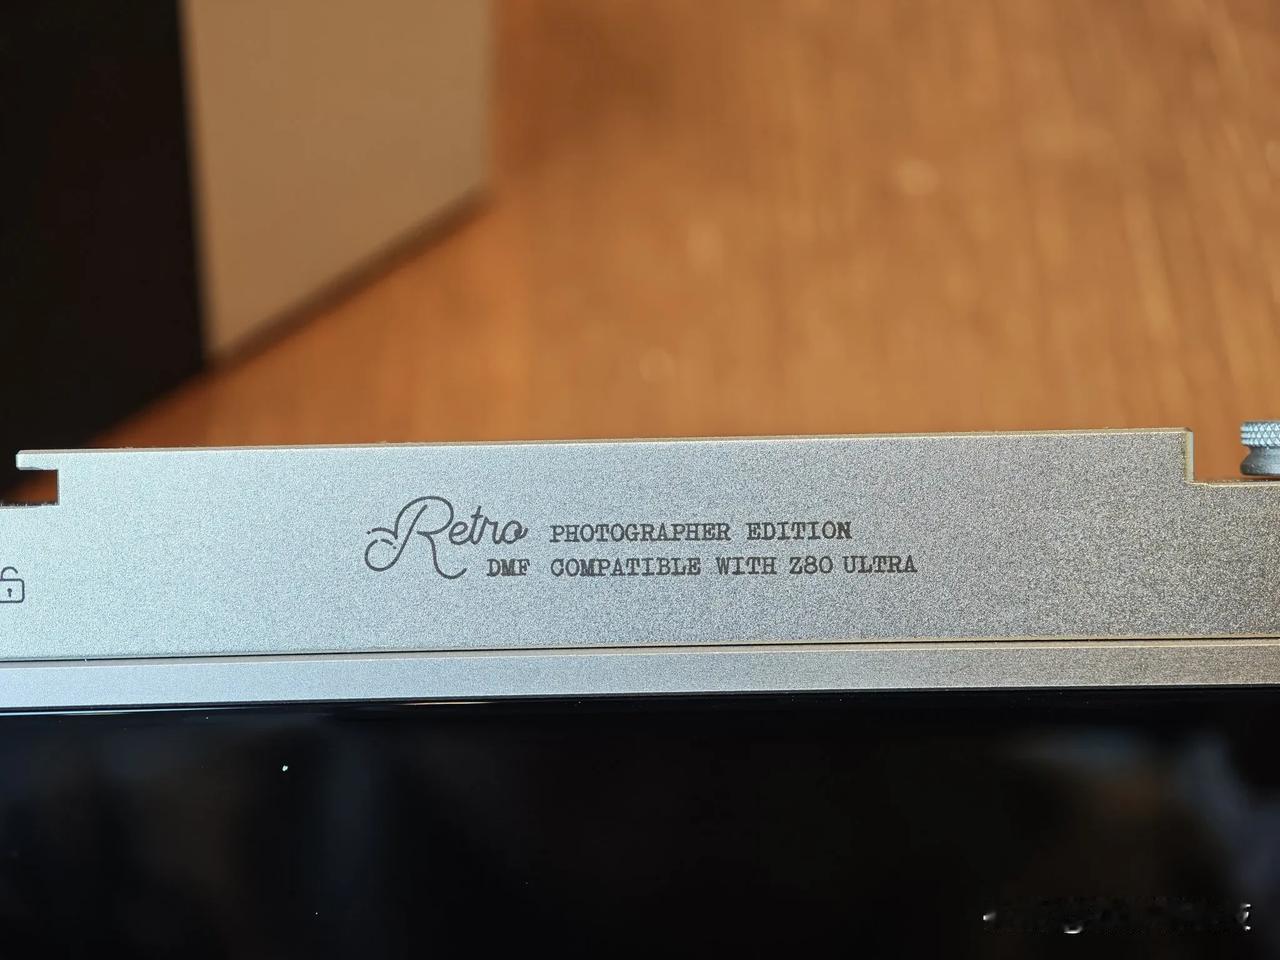 Retro PHOTOGRAPHER EDITION
DMF COMPATIBLE WITH Z80 ULTRA